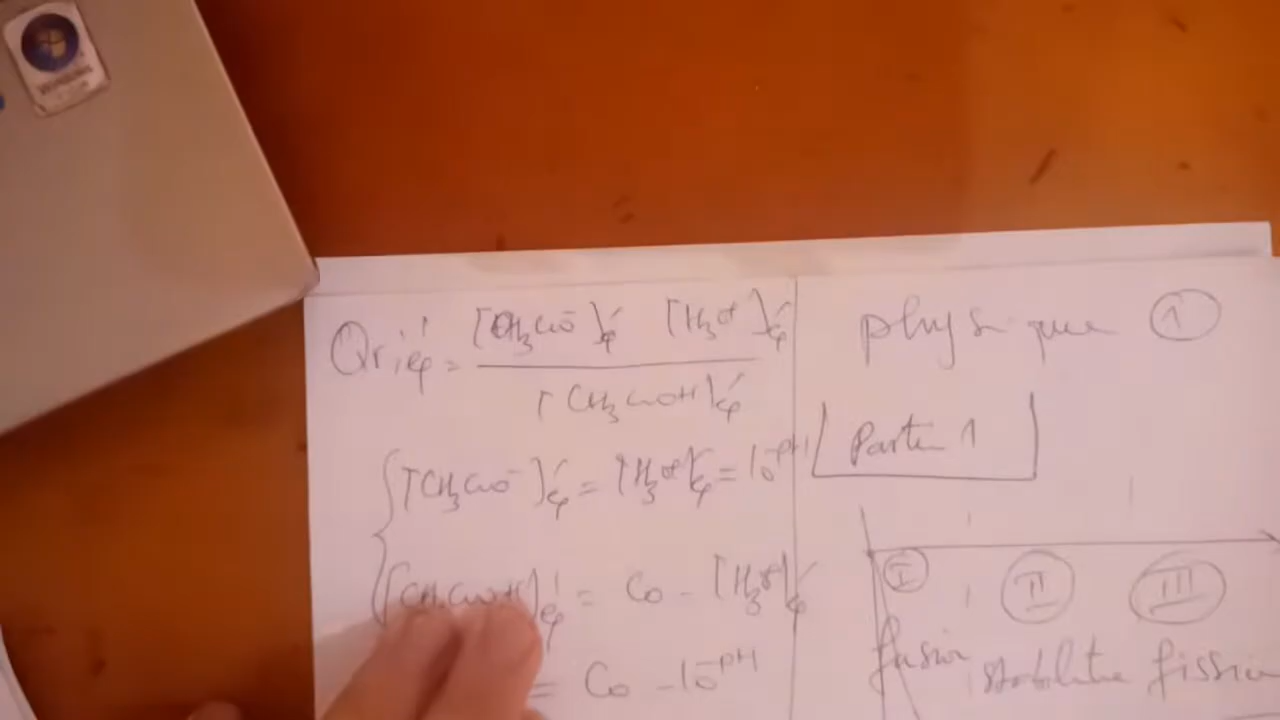 Qr,éq = [CH3COO-]éq [H3O+]éq / [CH3COOH]éq
[CH3COO-]éq = [H3O+]éq = 10^-pH
[CH3COOH]éq = C0 - [H3O+]éq
= C0 - 10^-pH
physique 1
Partie 1
I II III
fusion stabilité fission